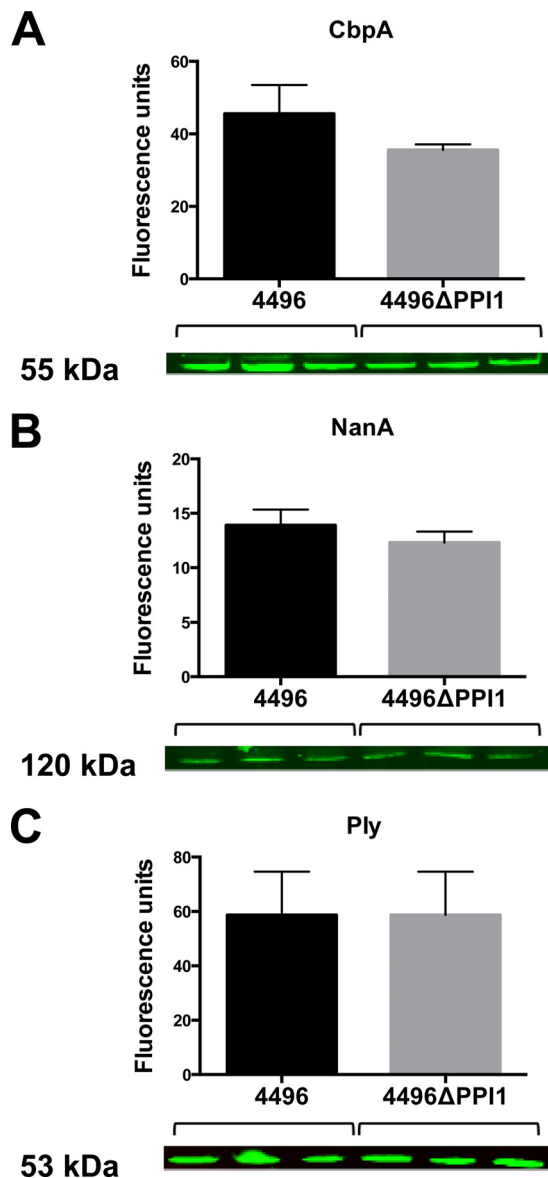 A
CbpA
Fluorescence units
60
40
20
0
4496
4496ΔPPI1
55 kDa
B
NanA
Fluorescence units
20
15
10
5
0
4496
4496ΔPPI1
120 kDa
C
Ply
Fluorescence units
80
60
40
20
0
4496
4496ΔPPI1
53 kDa